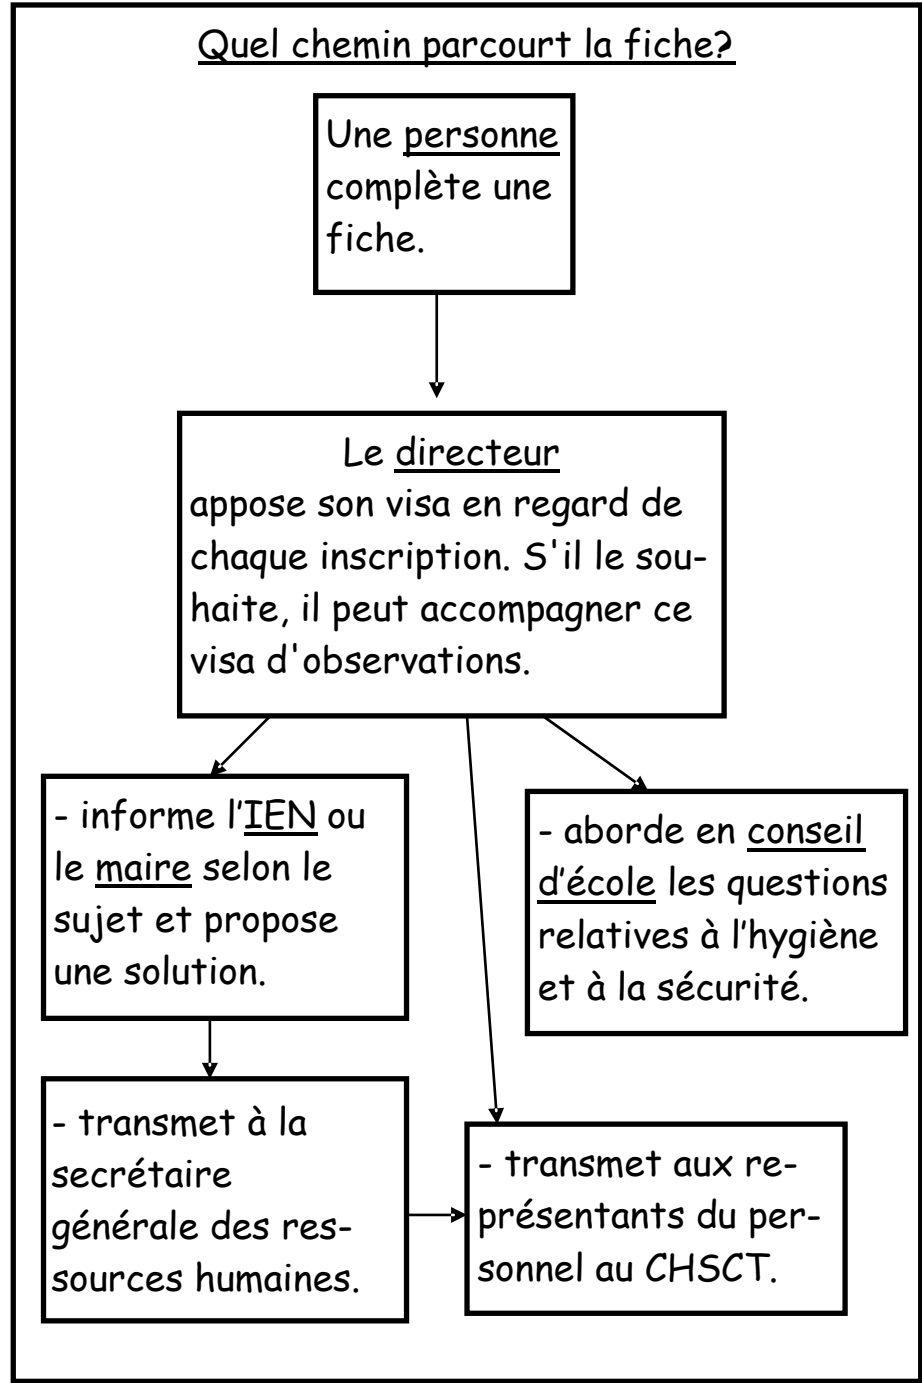 Quel chemin parcourt la fiche?
Une personne
complète une
fiche.
Le directeur
appose son visa en regard de
chaque inscription. S'il le sou-
haite, il peut accompagner ce
visa d'observations.
- informe l'IEN ou
le maire selon le
sujet et propose
une solution.
- aborde en conseil
d'école les questions
relatives à l'hygiène
et à la sécurité.
- transmet à la
secrétaire
générale des res-
sources humaines.
- transmet aux re-
présentants du per-
sonnel au CHSCT.